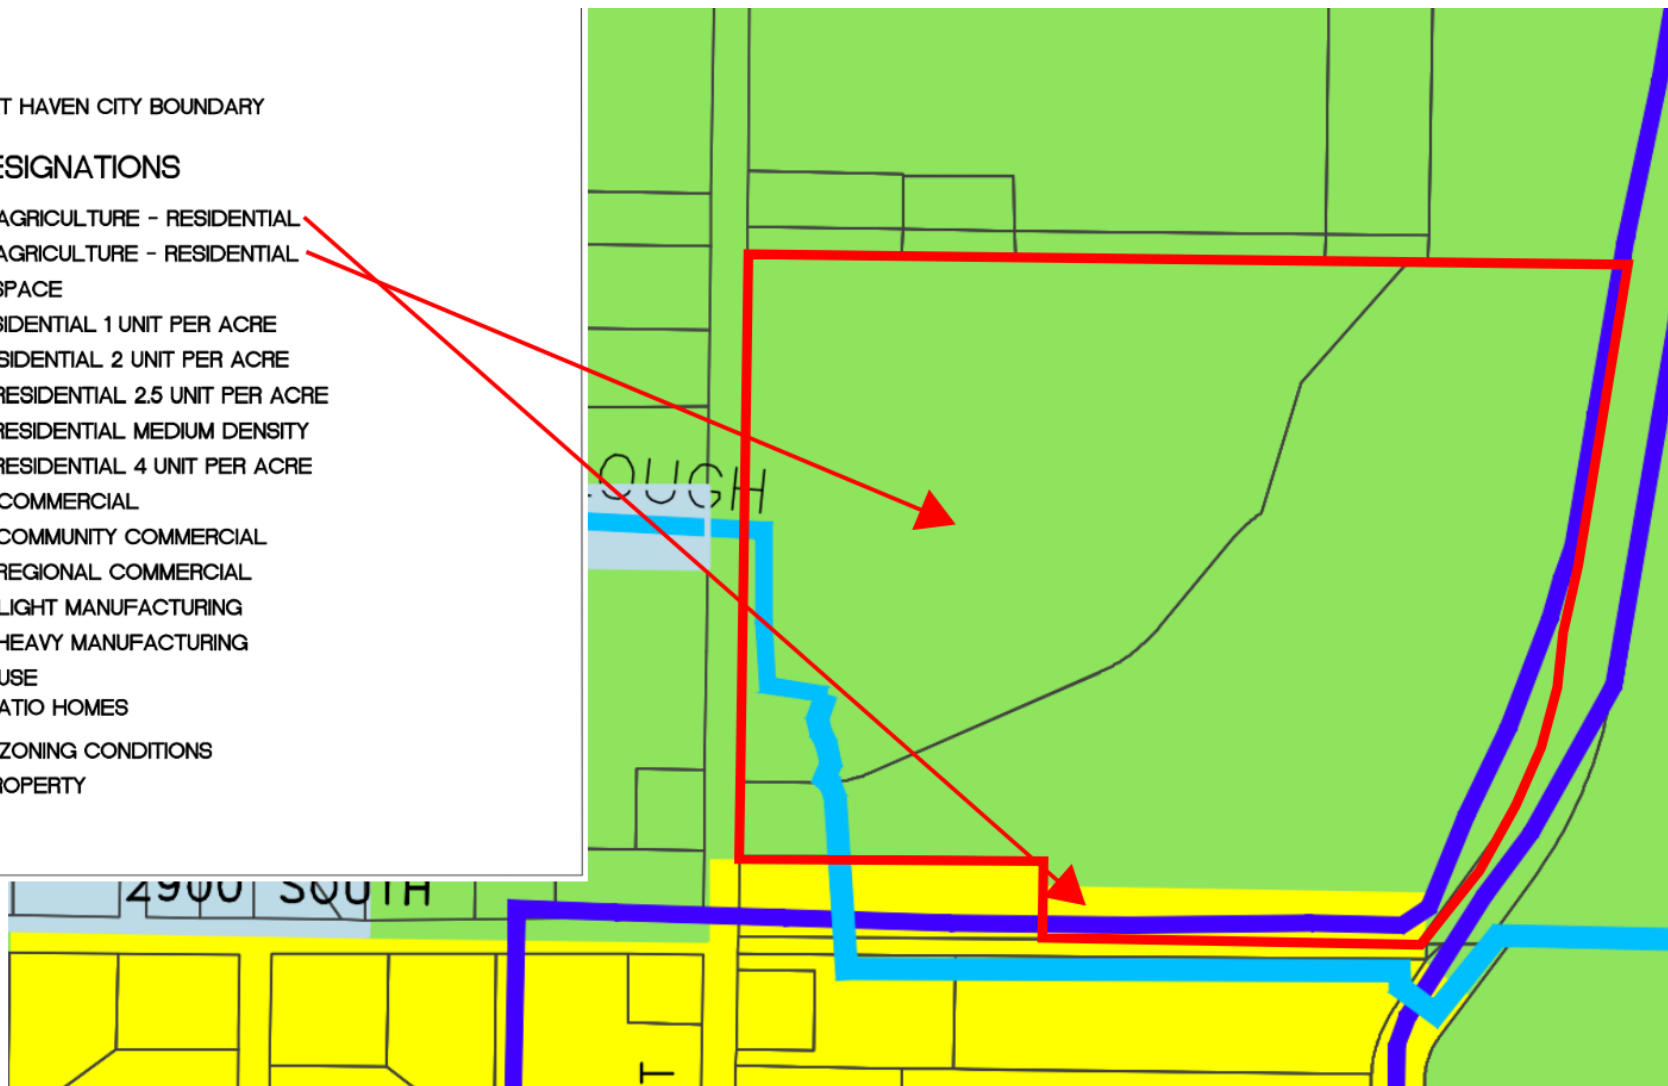 T HAVEN CITY BOUNDARY
ESIGNATIONS
AGRICULTURE - RESIDENTIAL
AGRICULTURE - RESIDENTIAL
SPACE
SIDENTIAL 1 UNIT PER ACRE
SIDENTIAL 2 UNIT PER ACRE
RESIDENTIAL 2.5 UNIT PER ACRE
RESIDENTIAL MEDIUM DENSITY
RESIDENTIAL 4 UNIT PER ACRE
COMMERCIAL
COMMUNITY COMMERCIAL
REGIONAL COMMERCIAL
LIGHT MANUFACTURING
HEAVY MANUFACTURING
USE
ATIO HOMES
ZONING CONDITIONS
ROPERTY
LOUGH
2900 SOUTH
T